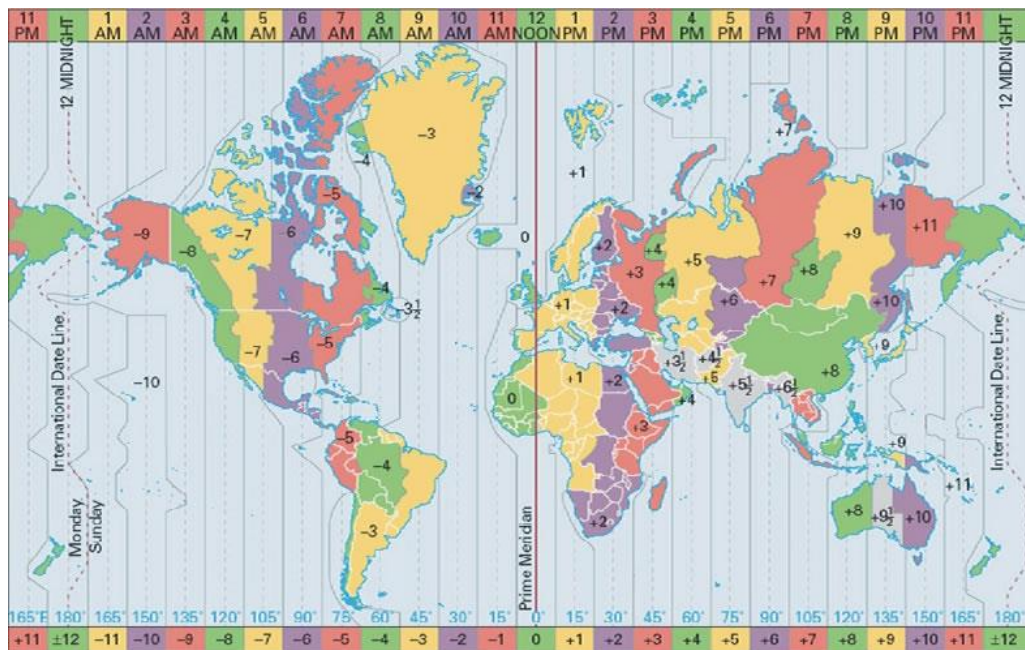 11 PM
12 MIDNIGHT
1 AM
2 AM
3 AM
4 AM
5 AM
6 AM
7 AM
8 AM
9 AM
10 AM
11 AM
12 NOON
1 PM
2 PM
3 PM
4 PM
5 PM
6 PM
7 PM
8 PM
9 PM
10 PM
11 PM
12 MIDNIGHT
+7
-3
-4
+1
-5
-2
+10
-9
-8
-7
-6
0
+2
+4
+9
+11
+3
+5
-4
-3½
+1
+2
+4
+7
+8
+6
+10
-7
-6
-5
+3½
+4½
+9
International Date Line
-10
0
+1
+2
+5
+5½
+6½
+8
International Date Line
+4
-5
-4
+3
+9
+11
Monday
Sunday
-3
+2
+8
+9½
+10
Prime Meridian
165°E 180° 165° 150° 135° 120° 105° 90° 75° 60° 45° 30° 15° 0° 15° 30° 45° 60° 75° 90° 105° 120° 135° 150° 165° 180°
+11 ±12 -11 -10 -9 -8 -7 -6 -5 -4 -3 -2 -1 0 +1 +2 +3 +4 +5 +6 +7 +8 +9 +10 +11 ±12